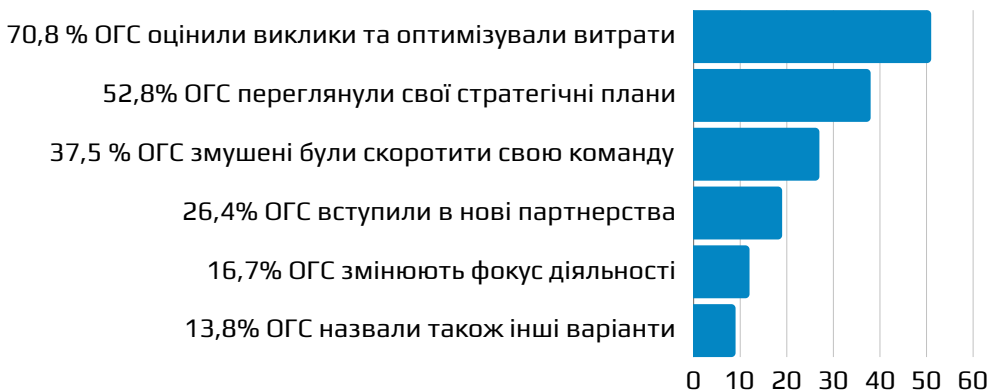 70,8 % ОГС оцінили виклики та оптимізували витрати
52,8% ОГС переглянули свої стратегічні плани
37,5 % ОГС змушені були скоротити свою команду
26,4% ОГС вступили в нові партнерства
16,7% ОГС змінюють фокус діяльності
13,8% ОГС назвали також інші варіанти
0 10 20 30 40 50 60